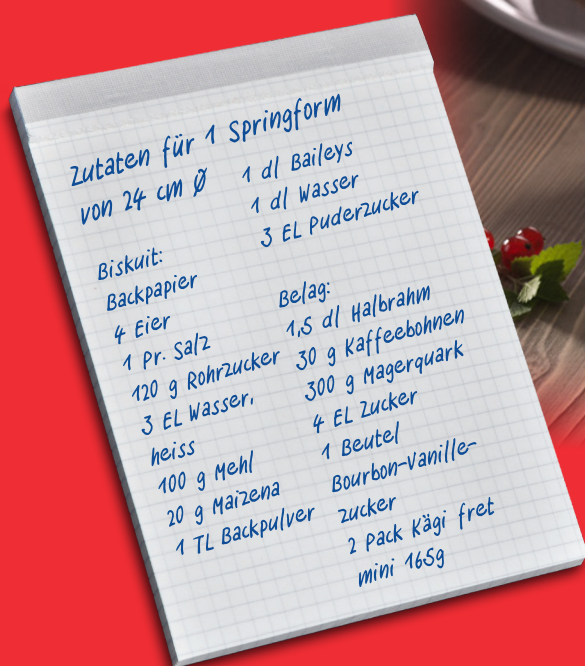 Zutaten für 1 Springform
von 24 cm Ø
Biskuit:
Backpapier
4 Eier
1 Pr. Salz
120 g Rohrzucker
3 EL Wasser,
heiss
100 g Mehl
20 g Maizena
1 TL Backpulver
1 dl Baileys
1 dl Wasser
3 EL Puderzucker
Belag:
1,5 dl Halbrahm
30 g Kaffeebohnen
300 g Magerquark
4 EL Zucker
1 Beutel
Bourbon-Vanille-
zucker
2 Pack Kägi fret
mini 165g